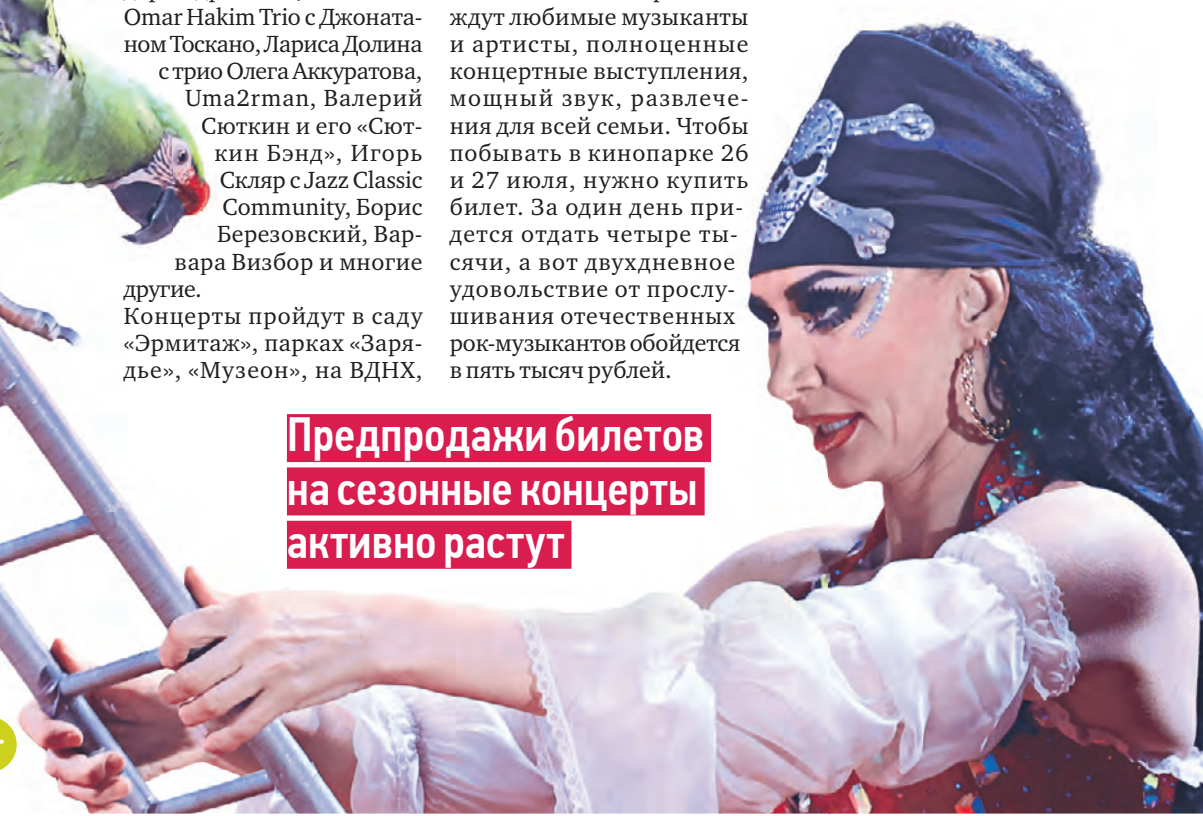 Omar Hakim Trio с Джоната-
ном Тоскано, Лариса Долина
с трио Олега Аккуратова,
Uma2rman, Валерий
Сюткин и его «Сют-
кин Бэнд», Игорь
Скляр с Jazz Classic
Community, Борис
Березовский, Вар-
вара Визбор и многие
другие.
Концерты пройдут в саду
«Эрмитаж», парках «Заря-
дье», «Музеон», на ВДНХ,
ждут любимые музыканты
и артисты, полноценные
концертные выступления,
мощный звук, развлече-
ния для всей семьи. Чтобы
побывать в кинопарке 26
и 27 июля, нужно купить
билет. За один день при-
дется отдать четыре ты-
сячи, а вот двухдневное
удовольствие от прослу-
шивания отечественных
рок-музыкантов обойдется
в пять тысяч рублей.
Предпродажи билетов
на сезонные концерты
активно растут